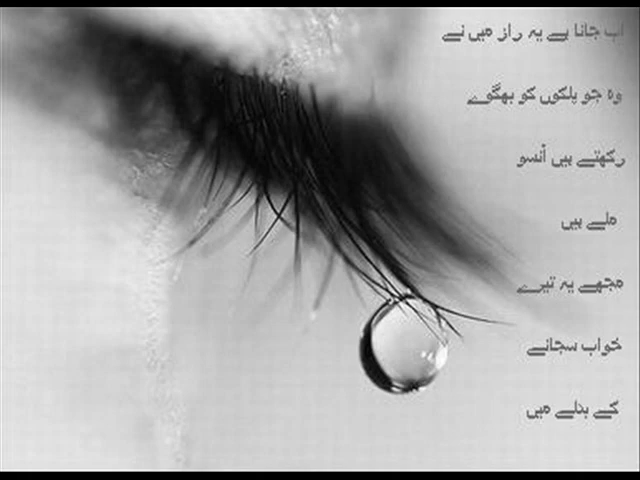 اب جانا ہے یہ راز میں نے
وہ جو پلکوں کو بھگوے
رکھتے ہیں آنسو
ملے ہیں
مجھے یہ تیرے
خواب سجانے
کے بدلے میں